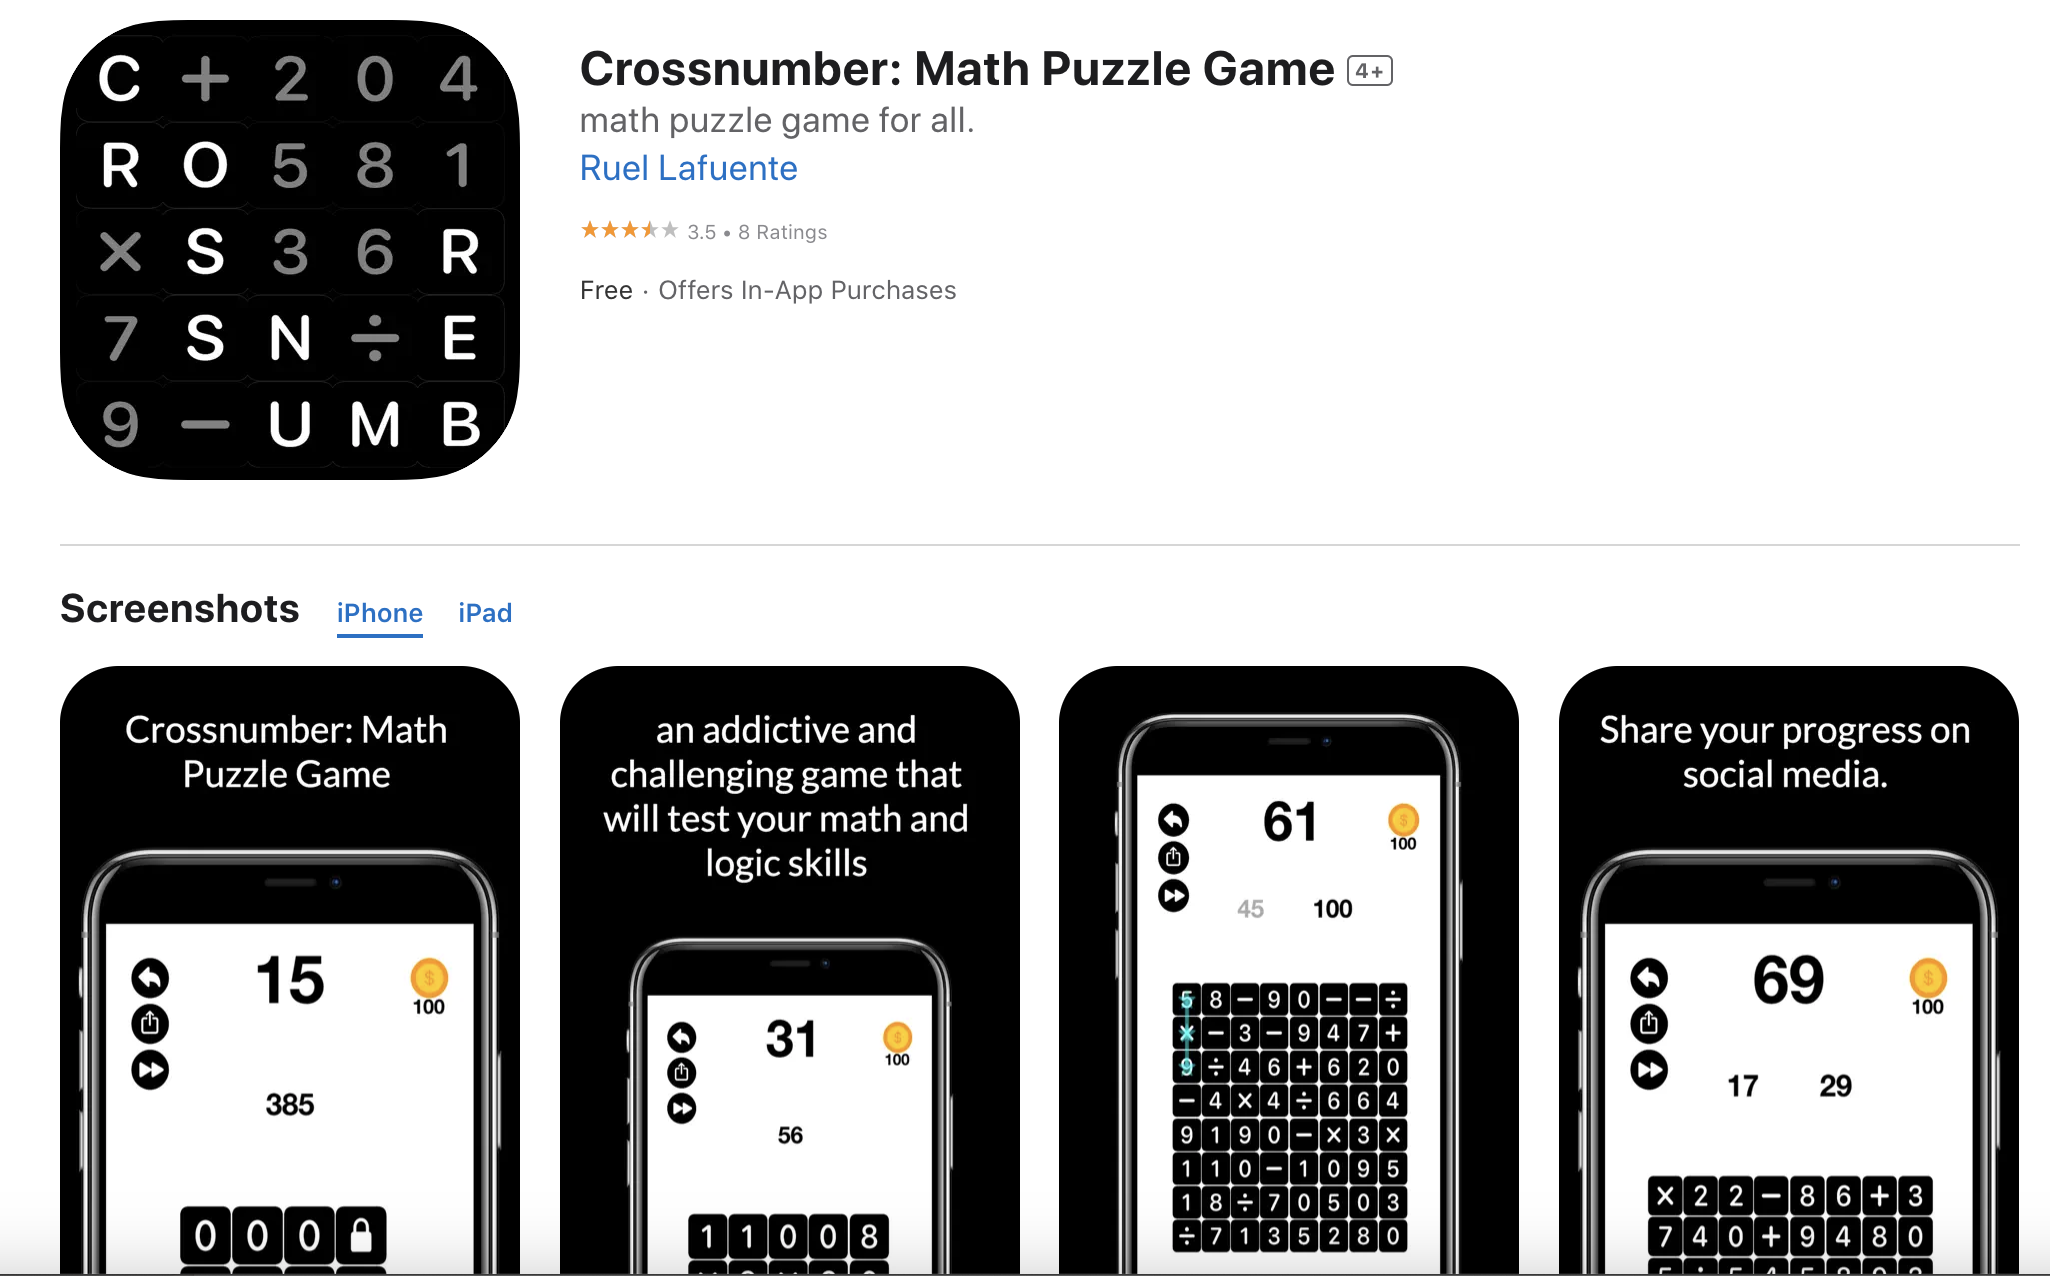 C + 2 0 4
R O 5 8 1
× S 3 6 R
7 S N ÷ E
9 − U M B
Crossnumber: Math Puzzle Game 4+
math puzzle game for all.
Ruel Lafuente
3.5 • 8 Ratings
Free · Offers In-App Purchases
Screenshots iPhone iPad
Crossnumber: Math
Puzzle Game
15
100
385
0 0 0
an addictive and
challenging game that
will test your math and
logic skills
31
100
56
1 1 0 0 8
61
100
45 100
5 8 − 9 0 − − ÷
× − 3 − 9 4 7 +
9 ÷ 4 6 + 6 2 0
− 4 × 4 ÷ 6 6 4
9 1 9 0 − × 3 ×
1 1 0 − 1 0 9 5
1 8 ÷ 7 0 5 0 3
÷ 7 1 3 5 2 8 0
Share your progress on
social media.
69
100
17 29
× 2 2 − 8 6 + 3
7 4 0 + 9 4 8 0